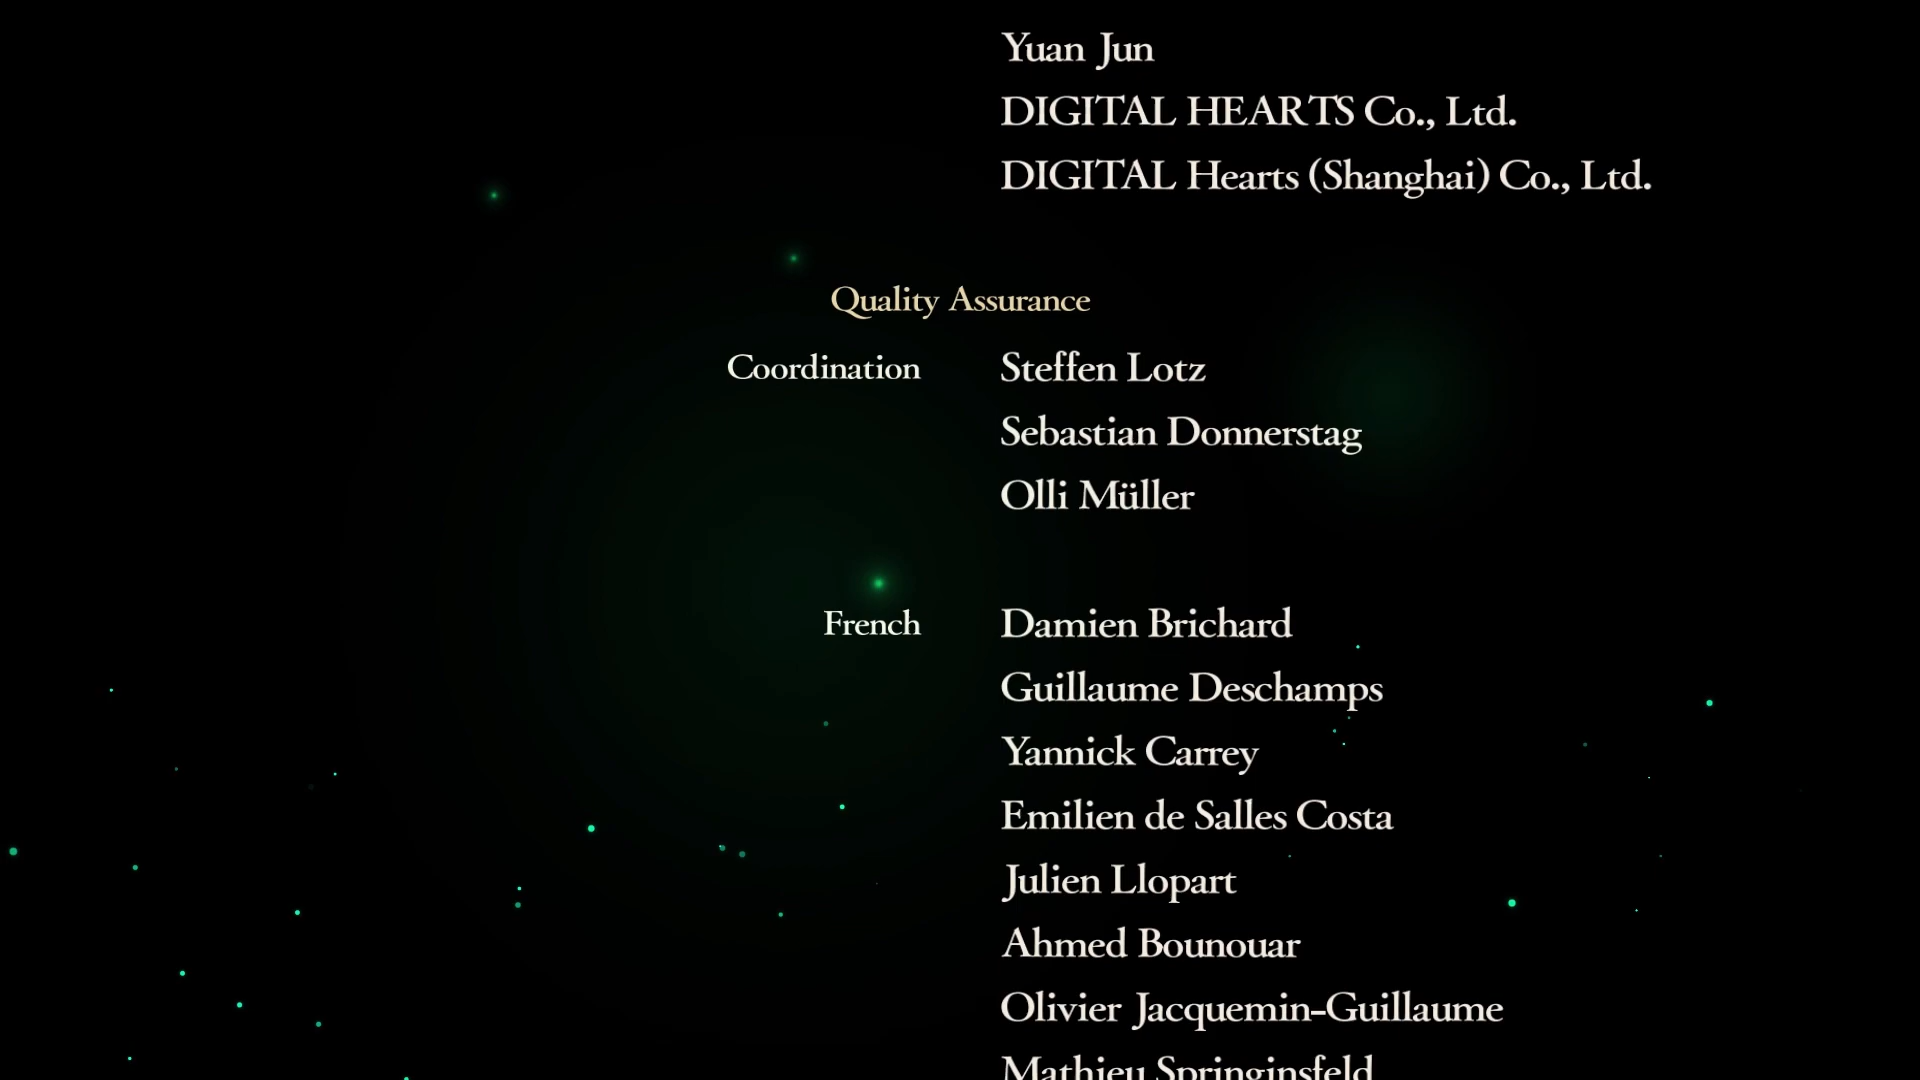 Yuan Jun
DIGITAL HEARTS Co., Ltd.
DIGITAL Hearts (Shanghai) Co., Ltd.
Quality Assurance
Coordination Steffen Lotz
Sebastian Donnerstag
Olli Müller
French Damien Brichard
Guillaume Deschamps
Yannick Carrey
Emilien de Salles Costa
Julien Llopart
Ahmed Bounouar
Olivier Jacquemin-Guillaume
Mathieu Springinsfeld